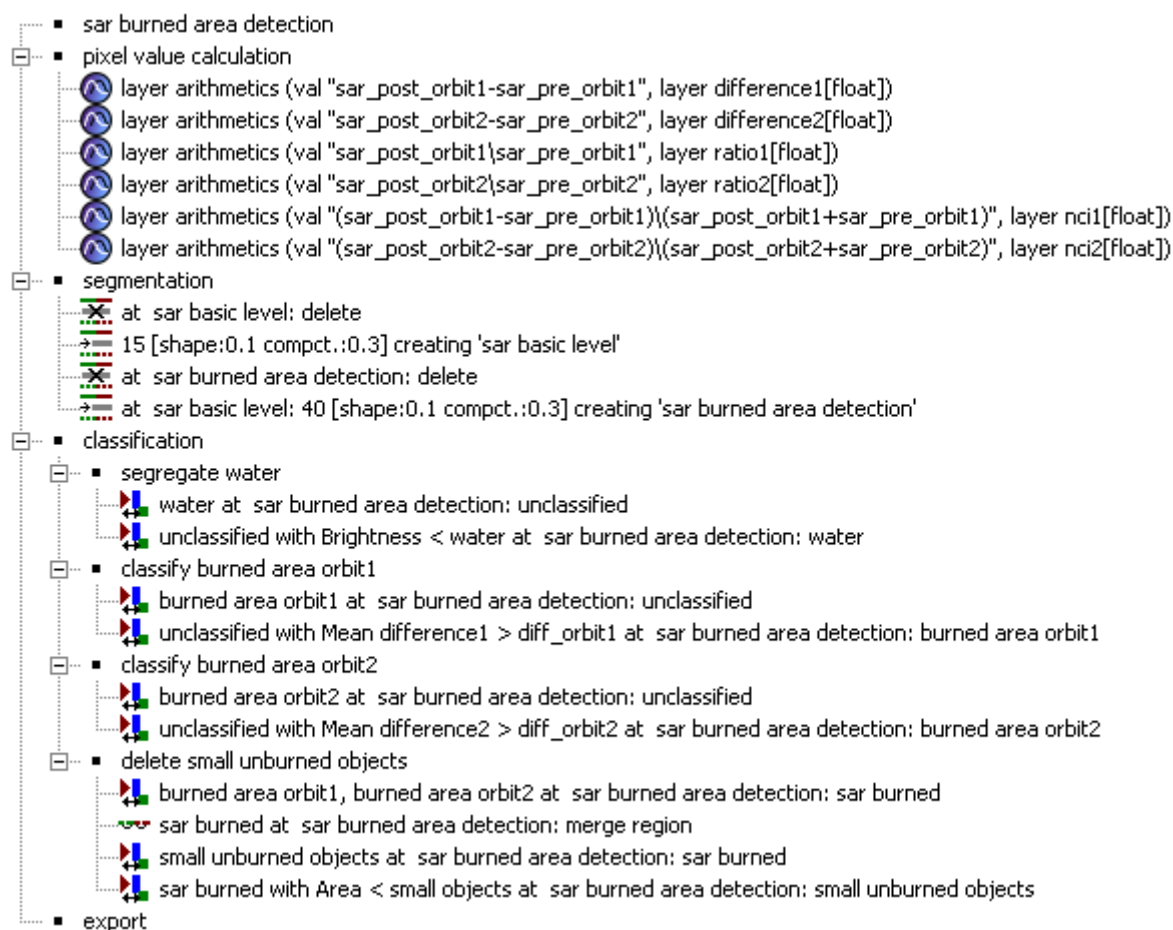 sar burned area detection
pixel value calculation
layer arithmetics (val "sar_post_orbit1-sar_pre_orbit1", layer difference1[float])
layer arithmetics (val "sar_post_orbit2-sar_pre_orbit2", layer difference2[float])
layer arithmetics (val "sar_post_orbit1\sar_pre_orbit1", layer ratio1[float])
layer arithmetics (val "sar_post_orbit2\sar_pre_orbit2", layer ratio2[float])
layer arithmetics (val "(sar_post_orbit1-sar_pre_orbit1)\(sar_post_orbit1+sar_pre_orbit1)", layer nci1[float])
layer arithmetics (val "(sar_post_orbit2-sar_pre_orbit2)\(sar_post_orbit2+sar_pre_orbit2)", layer nci2[float])
segmentation
at sar basic level: delete
15 [shape:0.1 compct.:0.3] creating 'sar basic level'
at sar burned area detection: delete
at sar basic level: 40 [shape:0.1 compct.:0.3] creating 'sar burned area detection'
classification
segregate water
water at sar burned area detection: unclassified
unclassified with Brightness < water at sar burned area detection: water
classify burned area orbit1
burned area orbit1 at sar burned area detection: unclassified
unclassified with Mean difference1 > diff_orbit1 at sar burned area detection: burned area orbit1
classify burned area orbit2
burned area orbit2 at sar burned area detection: unclassified
unclassified with Mean difference2 > diff_orbit2 at sar burned area detection: burned area orbit2
delete small unburned objects
burned area orbit1, burned area orbit2 at sar burned area detection: sar burned
sar burned at sar burned area detection: merge region
small unburned objects at sar burned area detection: sar burned
sar burned with Area < small objects at sar burned area detection: small unburned objects
export